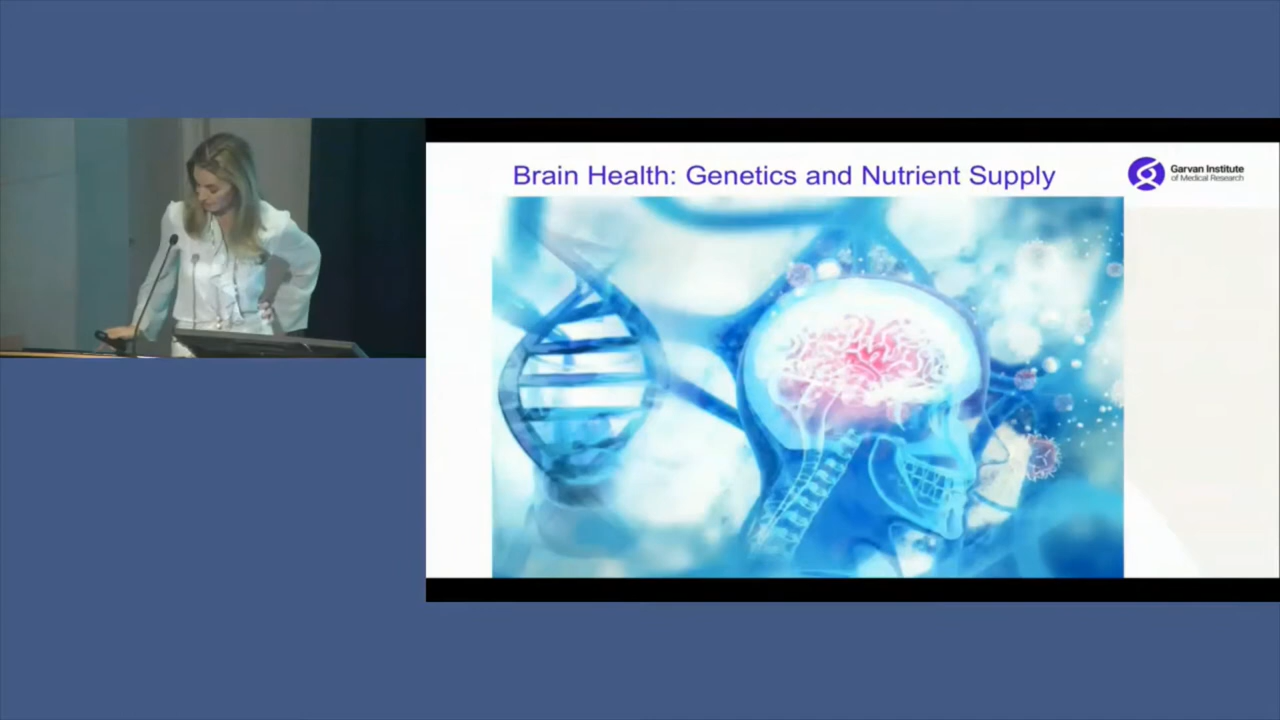 Brain Health: Genetics and Nutrient Supply
Garvan Institute
of Medical Research